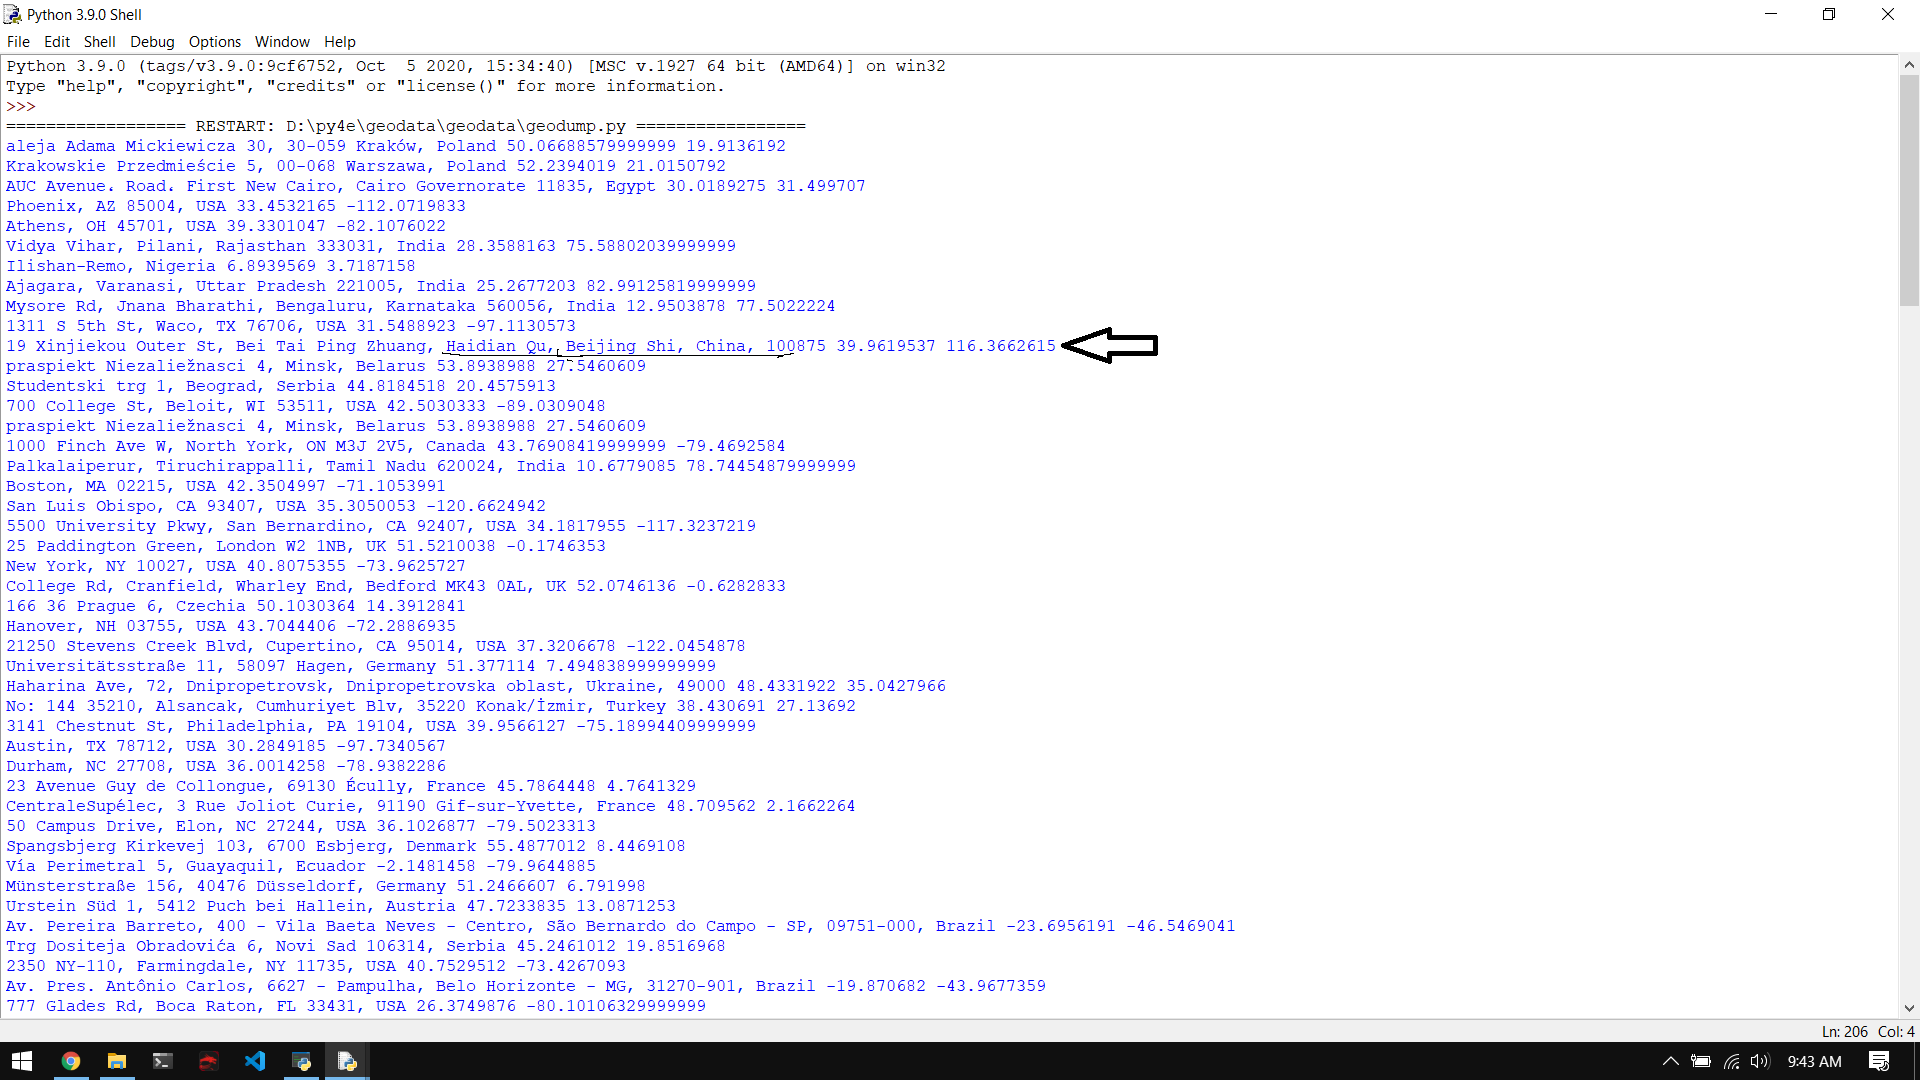 Python 3.9.0 Shell
File Edit Shell Debug Options Window Help
Python 3.9.0 (tags/v3.9.0:9cf6752, Oct  5 2020, 15:34:40) [MSC v.1927 64 bit (AMD64)] on win32
Type "help", "copyright", "credits" or "license()" for more information.
>>>
================== RESTART: D:\py4e\geodata\geodata\geodump.py =================
aleja Adama Mickiewicza 30, 30-059 Kraków, Poland 50.06688579999999 19.9136192
Krakowskie Przedmieście 5, 00-068 Warszawa, Poland 52.2394019 21.0150792
AUC Avenue، Road، First New Cairo, Cairo Governorate 11835, Egypt 30.0189275 31.499707
Phoenix, AZ 85004, USA 33.4532165 -112.0719833
Athens, OH 45701, USA 39.3301047 -82.1076022
Vidya Vihar, Pilani, Rajasthan 333031, India 28.3588163 75.58802039999999
Ilishan-Remo, Nigeria 6.8939569 3.7187158
Ajagara, Varanasi, Uttar Pradesh 221005, India 25.2677203 82.99125819999999
Mysore Rd, Jnana Bharathi, Bengaluru, Karnataka 560056, India 12.9503878 77.5022224
1311 S 5th St, Waco, TX 76706, USA 31.5488923 -97.1130573
19 Xinjiekou Outer St, Bei Tai Ping Zhuang, Haidian Qu, Beijing Shi, China, 100875 39.9619537 116.3662615
praspiekt Niezaliežnasci 4, Minsk, Belarus 53.8938988 27.5460609
Studentski trg 1, Beograd, Serbia 44.8184518 20.4575913
700 College St, Beloit, WI 53511, USA 42.5030333 -89.0309048
praspiekt Niezaliežnasci 4, Minsk, Belarus 53.8938988 27.5460609
1000 Finch Ave W, North York, ON M3J 2V5, Canada 43.76908419999999 -79.4692584
Palkalaiperur, Tiruchirappalli, Tamil Nadu 620024, India 10.6779085 78.74454879999999
Boston, MA 02215, USA 42.3504997 -71.1053991
San Luis Obispo, CA 93407, USA 35.3050053 -120.6624942
5500 University Pkwy, San Bernardino, CA 92407, USA 34.1817955 -117.3237219
25 Paddington Green, London W2 1NB, UK 51.5210038 -0.1746353
New York, NY 10027, USA 40.8075355 -73.9625727
College Rd, Cranfield, Wharley End, Bedford MK43 0AL, UK 52.0746136 -0.6282833
166 36 Prague 6, Czechia 50.1030364 14.3912841
Hanover, NH 03755, USA 43.7044406 -72.2886935
21250 Stevens Creek Blvd, Cupertino, CA 95014, USA 37.3206678 -122.0454878
Universitätsstraße 11, 58097 Hagen, Germany 51.377114 7.494838999999999
Haharina Ave, 72, Dnipropetrovsk, Dnipropetrovska oblast, Ukraine, 49000 48.4331922 35.0427966
No: 144 35210, Alsancak, Cumhuriyet Blv, 35220 Konak/İzmir, Turkey 38.430691 27.13692
3141 Chestnut St, Philadelphia, PA 19104, USA 39.9566127 -75.18994409999999
Austin, TX 78712, USA 30.2849185 -97.7340567
Durham, NC 27708, USA 36.0014258 -78.9382286
23 Avenue Guy de Collongue, 69130 Écully, France 45.7864448 4.7641329
CentraleSupélec, 3 Rue Joliot Curie, 91190 Gif-sur-Yvette, France 48.709562 2.1662264
50 Campus Drive, Elon, NC 27244, USA 36.1026877 -79.5023313
Spangsbjerg Kirkevej 103, 6700 Esbjerg, Denmark 55.4877012 8.4469108
Vía Perimetral 5, Guayaquil, Ecuador -2.1481458 -79.9644885
Münsterstraße 156, 40476 Düsseldorf, Germany 51.2466607 6.791998
Urstein Süd 1, 5412 Puch bei Hallein, Austria 47.7233835 13.0871253
Av. Pereira Barreto, 400 - Vila Baeta Neves - Centro, São Bernardo do Campo - SP, 09751-000, Brazil -23.6956191 -46.5469041
Trg Dositeja Obradovića 6, Novi Sad 106314, Serbia 45.2461012 19.8516968
2350 NY-110, Farmingdale, NY 11735, USA 40.7529512 -73.4267093
Av. Pres. Antônio Carlos, 6627 - Pampulha, Belo Horizonte - MG, 31270-901, Brazil -19.870682 -43.9677359
777 Glades Rd, Boca Raton, FL 33431, USA 26.3749876 -80.10106329999999
Ln: 206 Col: 4
9:43 AM